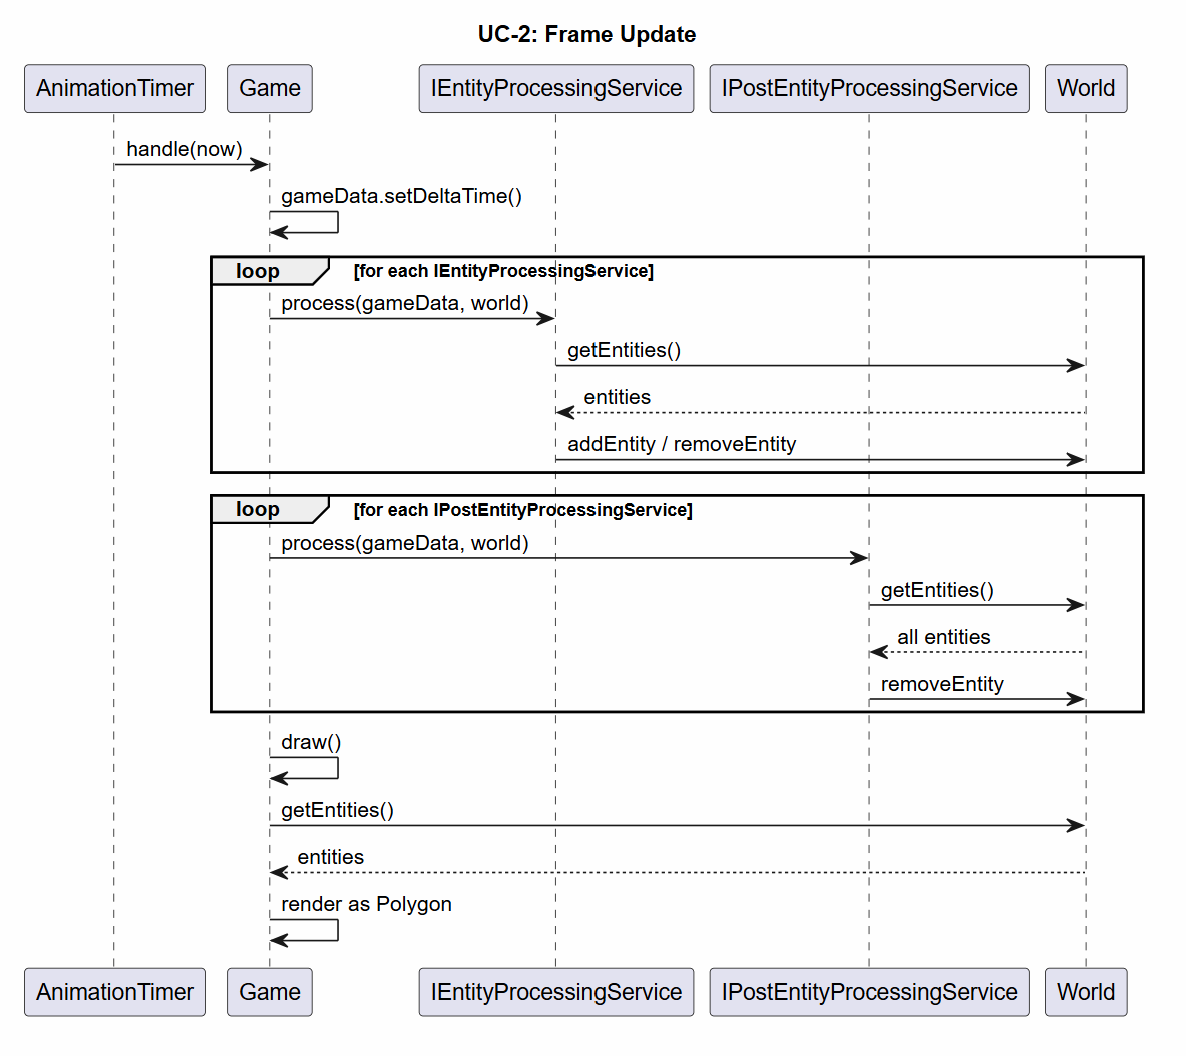 UC-2: Frame Update
AnimationTimer
Game
IEntityProcessingService
IPostEntityProcessingService
World
handle(now)
gameData.setDeltaTime()
loop
[for each IEntityProcessingService]
process(gameData, world)
getEntities()
entities
addEntity / removeEntity
loop
[for each IPostEntityProcessingService]
process(gameData, world)
getEntities()
all entities
removeEntity
draw()
getEntities()
entities
render as Polygon
AnimationTimer
Game
IEntityProcessingService
IPostEntityProcessingService
World